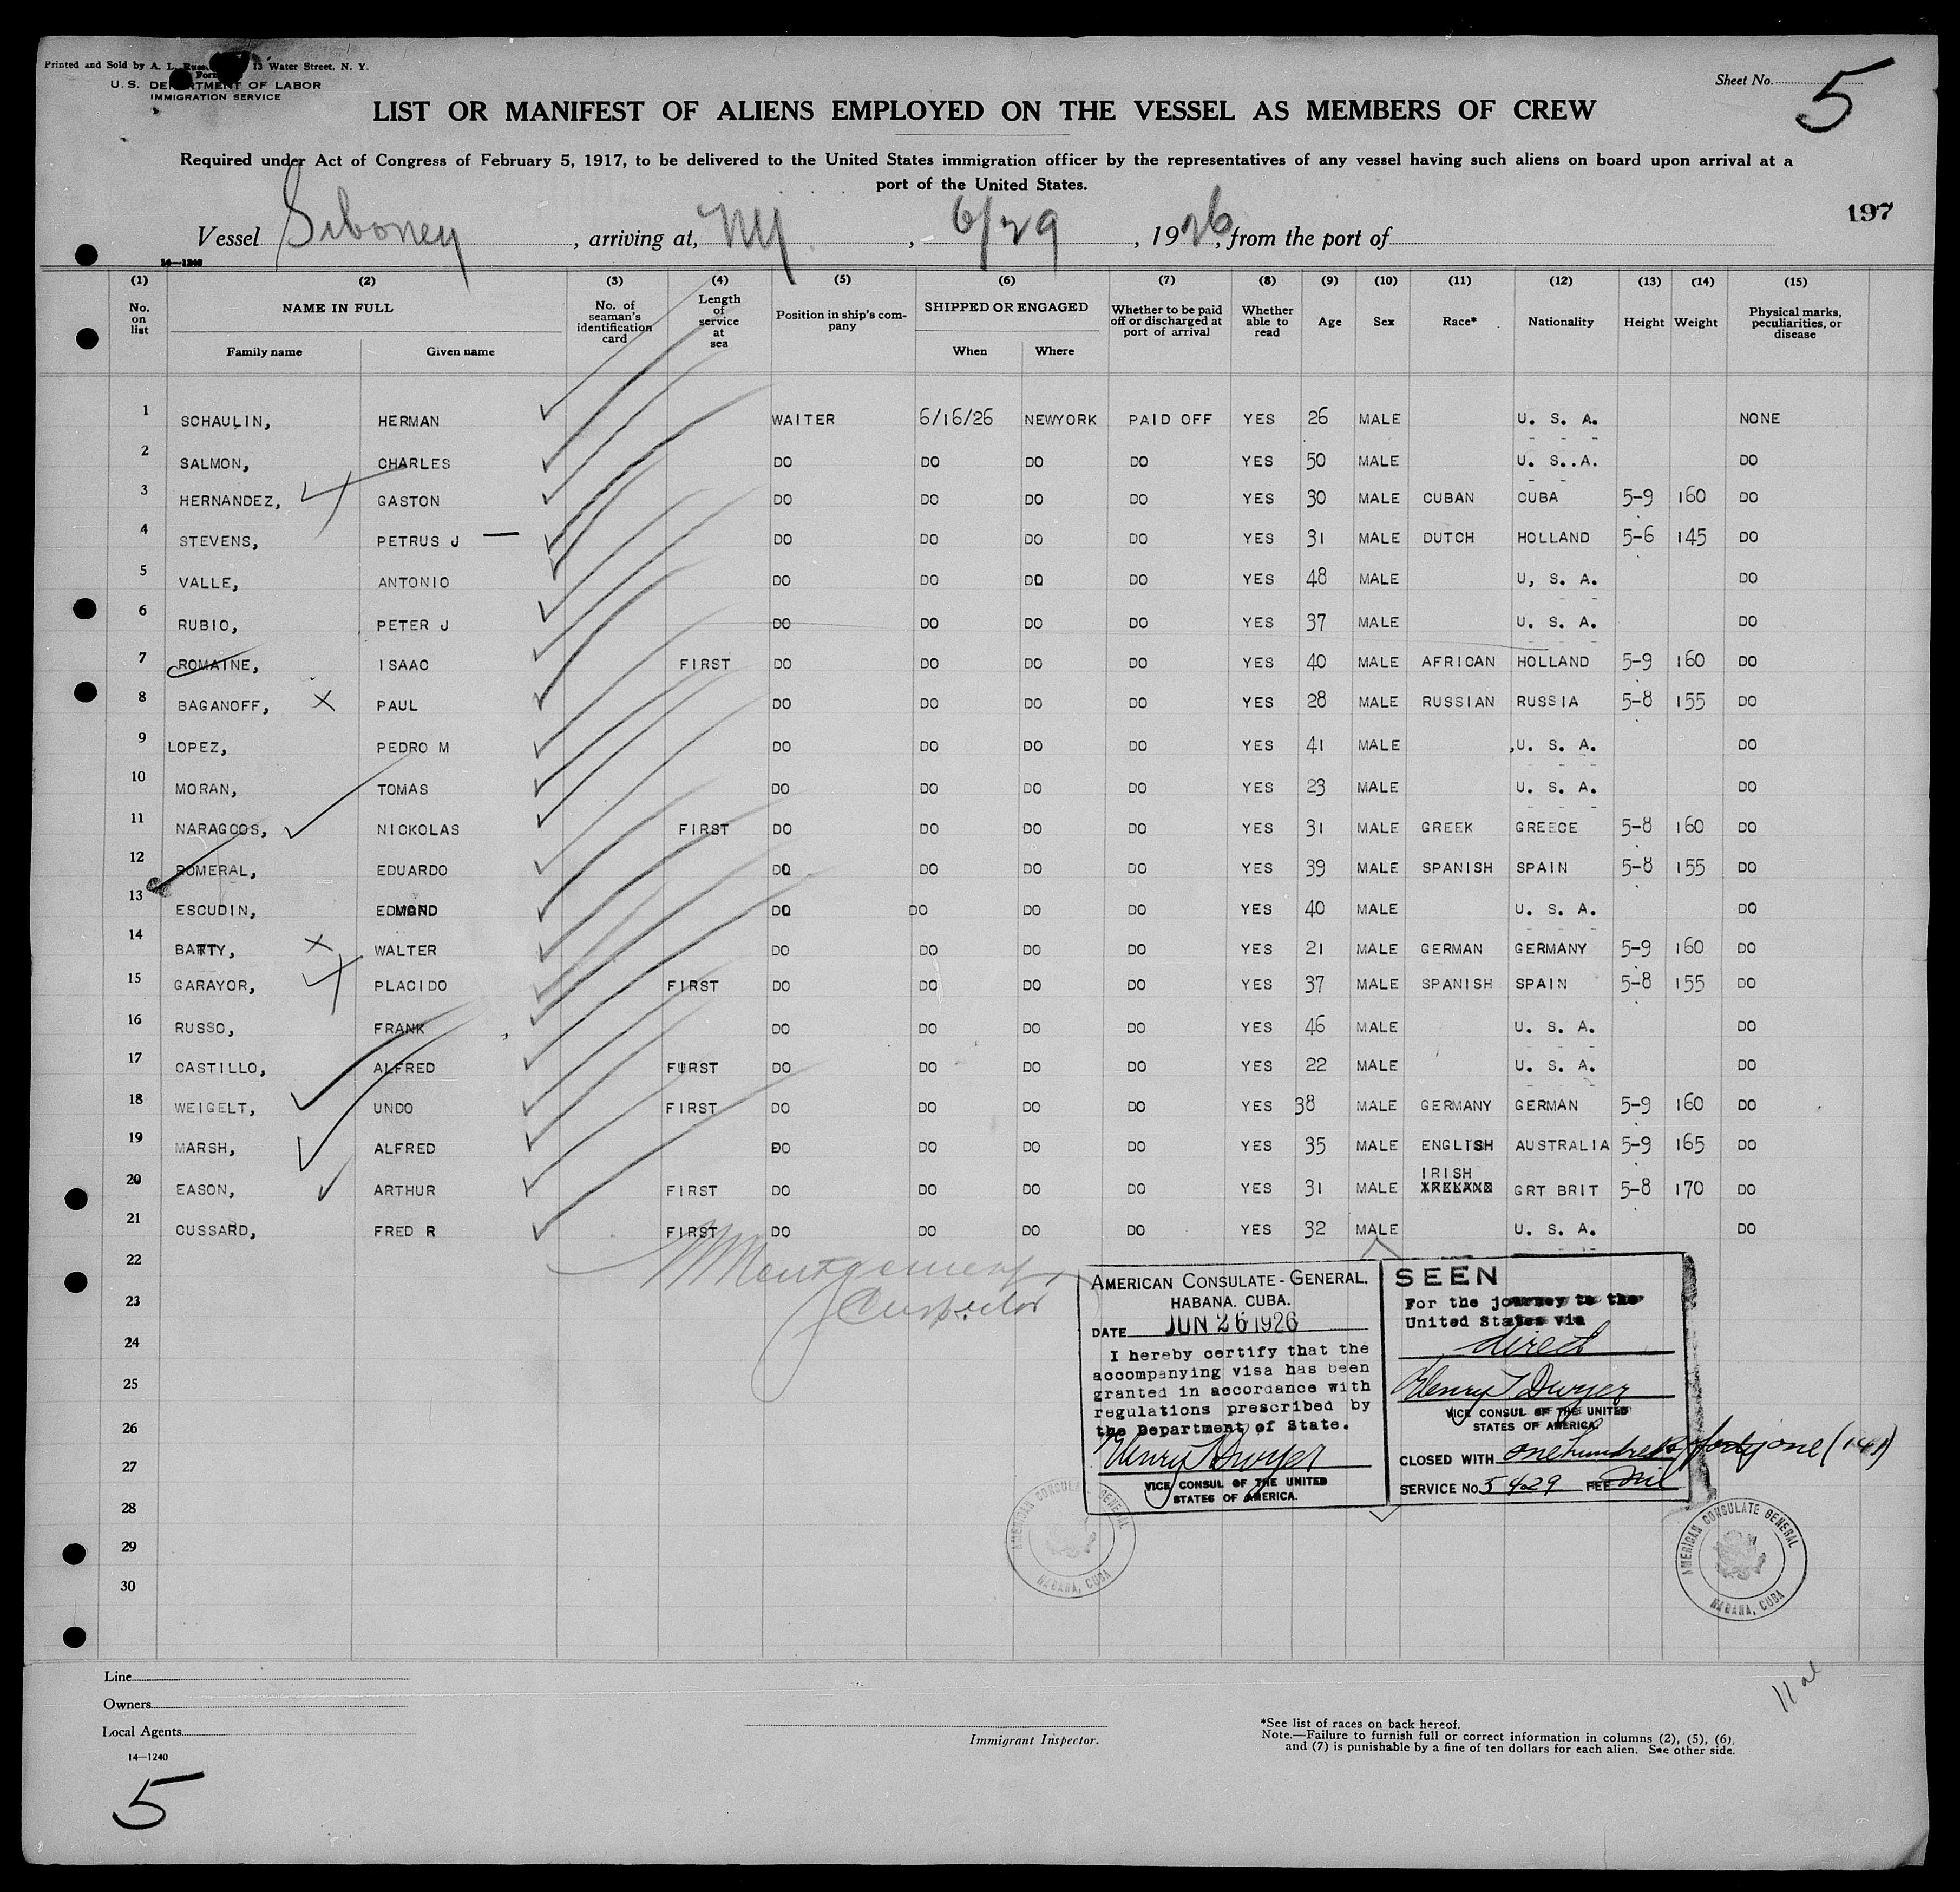 Printed and Sold by A. L. 13 Water Street, N. Y.
Form
U. S. DEPARTMENT OF LABOR
IMMIGRATION SERVICE
Sheet No. 5
LIST OR MANIFEST OF ALIENS EMPLOYED ON THE VESSEL AS MEMBERS OF CREW
Required under Act of Congress of February 5, 1917, to be delivered to the United States immigration officer by the representatives of any vessel having such aliens on board upon arrival at a
port of the United States.
197
Vessel Siboney, arriving at, NY, 6/29, 1926, from the port of
14-1240
(1) (2) (3) (4) (5) (6) (7) (8) (9) (10) (11) (12) (13) (14) (15)
No. on list NAME IN FULL No. of seaman's identification card Length of service at sea Position in ship's company SHIPPED OR ENGAGED Whether to be paid off or discharged at port of arrival Whether able to read Age Sex Race* Nationality Height Weight Physical marks, peculiarities, or disease
Family name Given name When Where
1 SCHAULIN, HERMAN WAITER 6/16/26 NEWYORK PAID OFF YES 26 MALE U. S. A. NONE
2 SALMON, CHARLES DO DO DO DO YES 50 MALE U. S..A. DO
3 HERNANDEZ, GASTON DO DO DO DO YES 30 MALE CUBAN CUBA 5-9 160 DO
4 STEVENS, PETRUS J — DO DO DO DO YES 31 MALE DUTCH HOLLAND 5-6 145 DO
5 VALLE, ANTONIO DO DO DO DO YES 48 MALE U, S. A. DO
6 RUBIO, PETER J DO DO DO DO YES 37 MALE U. S. A. DO
7 ROMAINE, ISAAC FIRST DO DO DO DO YES 40 MALE AFRICAN HOLLAND 5-9 160 DO
8 BAGANOFF, X PAUL DO DO DO DO YES 28 MALE RUSSIAN RUSSIA 5-8 155 DO
9 LOPEZ, PEDRO M DO DO DO DO YES 41 MALE U. S. A. DO
10 MORAN, TOMAS DO DO DO DO YES 23 MALE U. S. A. DO
11 NARAGCOS, NICKOLAS FIRST DO DO DO DO YES 31 MALE GREEK GREECE 5-8 160 DO
12 ROMERAL, EDUARDO DO DO DO DO YES 39 MALE SPANISH SPAIN 5-8 155 DO
13 ESCUDIN, EDMOND DO DO DO DO YES 40 MALE U. S. A. DO
14 BATTY, X WALTER DO DO DO DO YES 21 MALE GERMAN GERMANY 5-9 160 DO
15 GARAYOR, PLACIDO FIRST DO DO DO DO YES 37 MALE SPANISH SPAIN 5-8 155 DO
16 RUSSO, FRANK DO DO DO DO YES 46 MALE U. S. A. DO
17 CASTILLO, ALFRED FURST DO DO DO DO YES 22 MALE U. S. A. DO
18 WEIGELT, UNDO FIRST DO DO DO DO YES 38 MALE GERMANY GERMAN 5-9 160 DO
19 MARSH, ALFRED DO DO DO DO YES 35 MALE ENGLISH AUSTRALIA 5-9 165 DO
IRISH
20 EASON, ARTHUR FIRST DO DO DO DO YES 31 MALE GRT BRIT 5-8 170 DO
21 CUSSARD, FRED R FIRST DO DO DO DO YES 32 MALE U. S. A. DO
22
23
24
25
26
27
28
29
30
Montgomery
Inspector
AMERICAN CONSULATE-GENERAL,
HABANA, CUBA.
DATE JUN 26 1926
I hereby certify that the
accompanying visa has been
granted in accordance with
regulations prescribed by
the Department of State.
Henry T. Dwyer
VICE CONSUL OF THE UNITED
STATES OF AMERICA.
SEEN
For the journey to the
United States via
direct
Henry T. Dwyer
VICE CONSUL OF THE UNITED
STATES OF AMERICA
CLOSED WITH one hundred forty one (141)
SERVICE No. 5429 FEE Nil
AMERICAN CONSULATE GENERAL
HABANA, CUBA
AMERICAN CONSULATE GENERAL
HABANA, CUBA
Line
Owners
Local Agents
14—1240
Immigrant Inspector.
*See list of races on back hereof.
Note.—Failure to furnish full or correct information in columns (2), (5), (6),
and (7) is punishable by a fine of ten dollars for each alien. See other side.
5